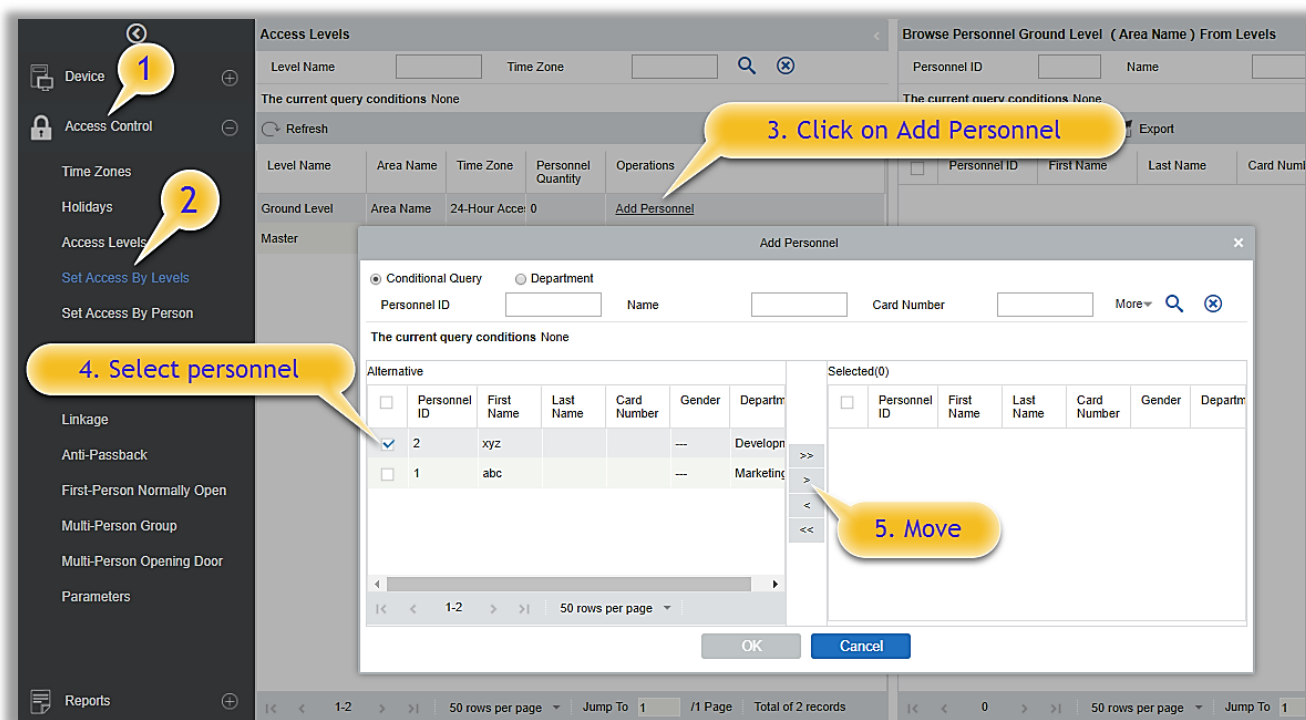 Access Levels
Browse Personnel Ground Level ( Area Name ) From Levels
1
Device
Level Name
Time Zone
Personnel ID
Name
The current query conditions None
The current query conditions None
Access Control
Refresh
3. Click on Add Personnel
Export
Level Name
Area Name
Time Zone
Personnel Quantity
Operations
Personnel ID
First Name
Last Name
Card Numl
Time Zones
Holidays
2
Ground Level
Area Name
24-Hour Acce
0
Add Personnel
Access Levels
Master
Add Personnel
Set Access By Levels
Set Access By Person
Conditional Query
Department
Personnel ID
Name
Card Number
More
The current query conditions None
4. Select personnel
Alternative
Selected(0)
Personnel ID
First Name
Last Name
Card Number
Gender
Departm
Personnel ID
First Name
Last Name
Card Number
Gender
Departm
Linkage
2
xyz
---
Developn
Anti-Passback
>>
1
abc
---
Marketing
>
First-Person Normally Open
<
Multi-Person Group
<<
5. Move
Multi-Person Opening Door
Parameters
1-2
50 rows per page
OK
Cancel
Reports
1-2
50 rows per page
Jump To
1
/1 Page
Total of 2 records
0
50 rows per page
Jump To
1